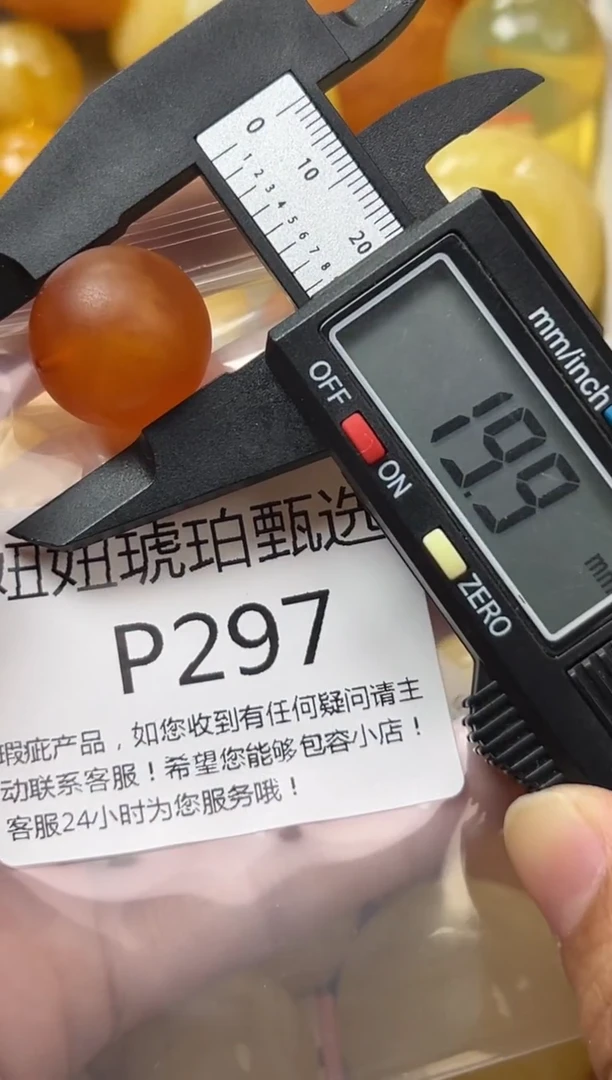 0
10
20
1 2 3 4 5 6 7 8
mm/inch
OFF
ON
19.9
ZERO
妞妞琥珀甄选
P297
瑕疵产品，如您收到有任何疑问请主
动联系客服！希望您能够包容小店！
客服24小时为您服务哦！